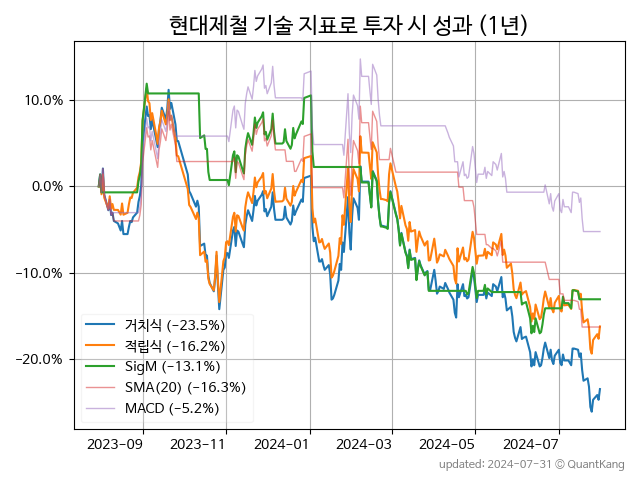 현대제철 기술 지표로 투자 시 성과 (1년)
10.0%
0.0%
−10.0%
−20.0%
거치식 (−23.5%)
적립식 (−16.2%)
SigM (−13.1%)
SMA(20) (−16.3%)
MACD (−5.2%)
2023−09 2023−11 2024−01 2024−03 2024−05 2024−07
updated: 2024-07-31 © QuantKang